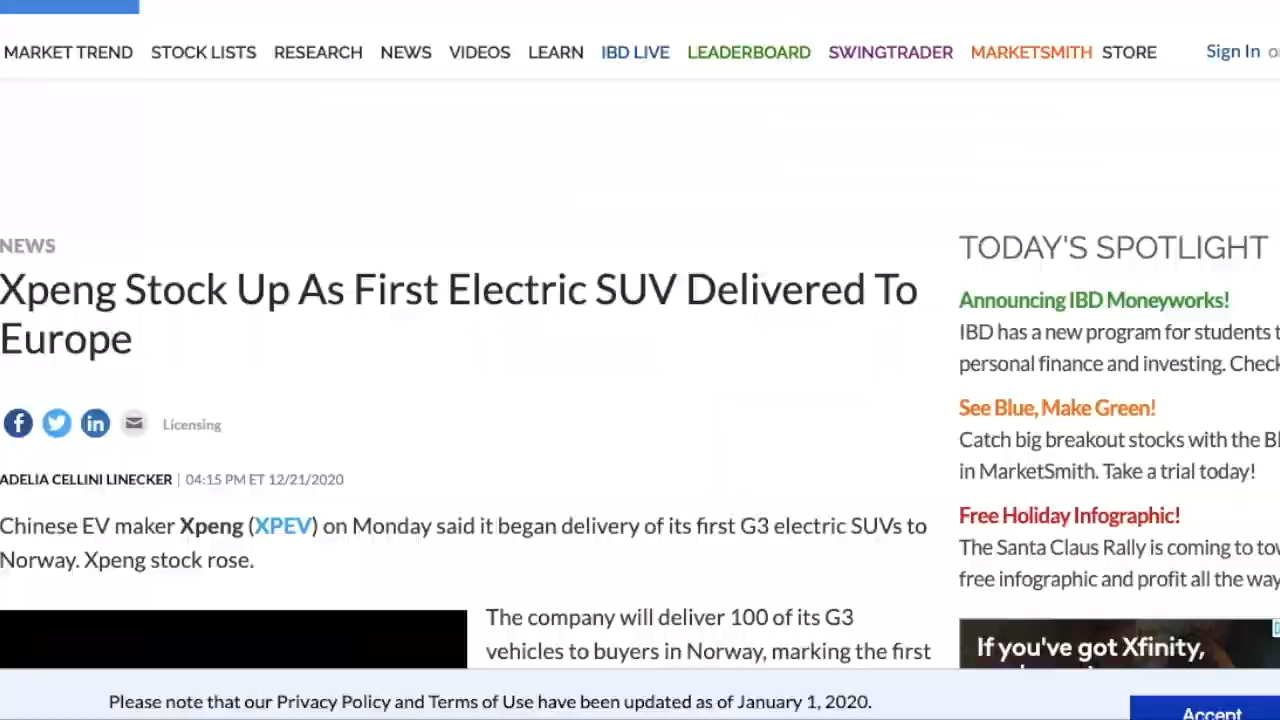 MARKET TREND STOCK LISTS RESEARCH NEWS VIDEOS LEARN IBD LIVE LEADERBOARD SWINGTRADER MARKETSMITH STORE Sign In
NEWS
Xpeng Stock Up As First Electric SUV Delivered To
Europe
Licensing
ADELIA CELLINI LINECKER | 04:15 PM ET 12/21/2020
Chinese EV maker Xpeng (XPEV) on Monday said it began delivery of its first G3 electric SUVs to
Norway. Xpeng stock rose.
The company will deliver 100 of its G3
vehicles to buyers in Norway, marking the first
TODAY'S SPOTLIGHT
Announcing IBD Moneyworks!
IBD has a new program for students
personal finance and investing. Check
See Blue, Make Green!
Catch big breakout stocks with the
in MarketSmith. Take a trial today!
Free Holiday Infographic!
The Santa Claus Rally is coming to
free infographic and profit all the way
If you've got Xfinity,
Please note that our Privacy Policy and Terms of Use have been updated as of January 1, 2020.
Accept